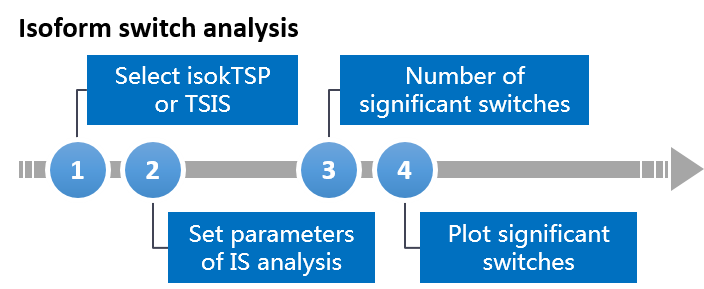 Isoform switch analysis
1
Select isokTSP
or TSIS
2
Set parameters
of IS analysis
3
Number of
significant switches
4
Plot significant
switches